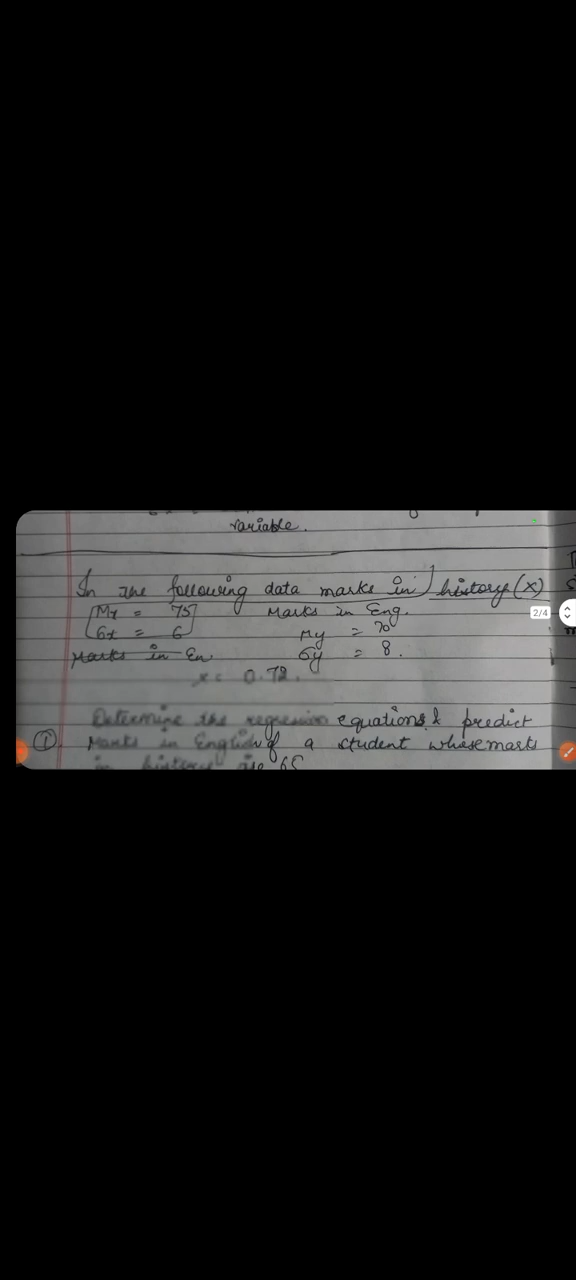 variable.
In the following data marks in history (x)
Mx = 75 Marks in Eng.
2/4
σx = 6 My = 70
Marks in En σy = 8.
r = 0.72.
Determine the regression equations & predict
① Marks in English of a student whose marks
in history are 65